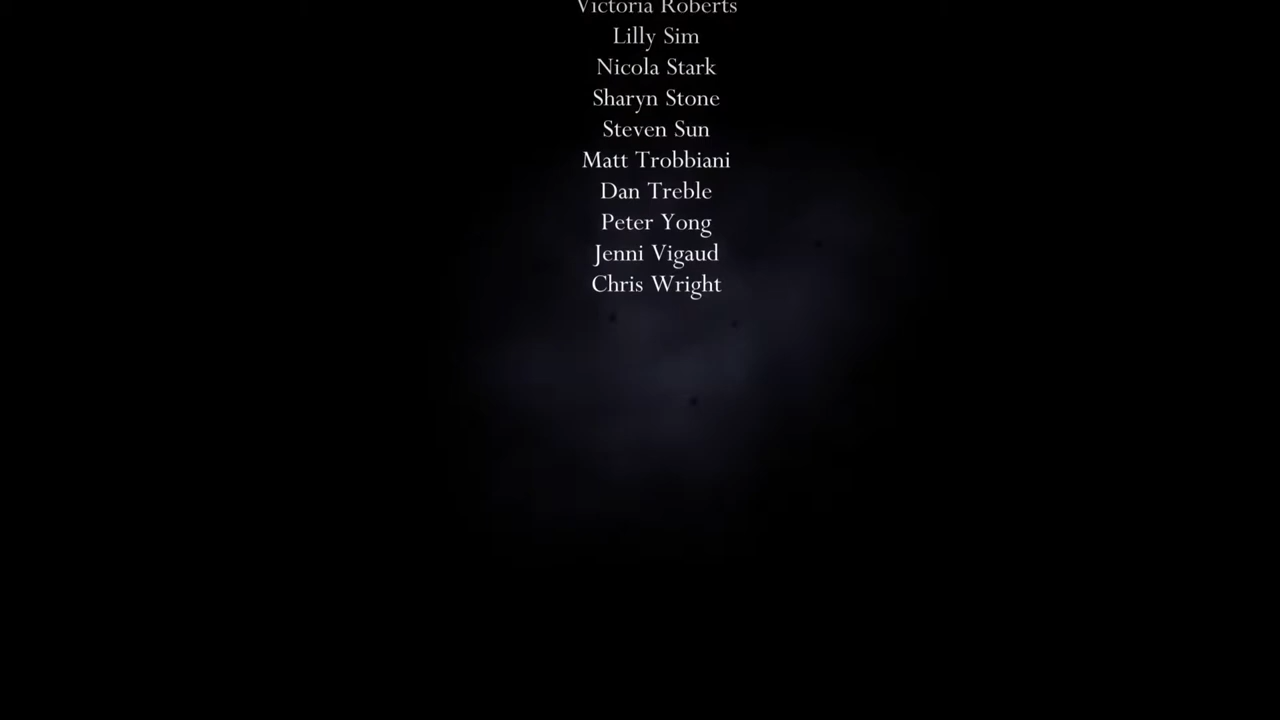 Victoria Roberts
Lilly Sim
Nicola Stark
Sharyn Stone
Steven Sun
Matt Trobbiani
Dan Treble
Peter Yong
Jenni Vigaud
Chris Wright